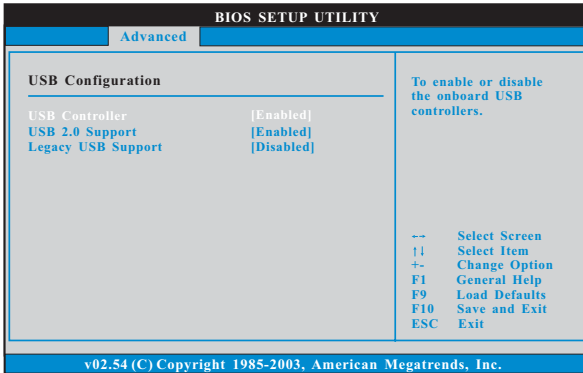 BIOS SETUP UTILITY
Advanced
USB Configuration
USB Controller [Enabled]
USB 2.0 Support [Enabled]
Legacy USB Support [Disabled]
To enable or disable
the onboard USB
controllers.
←→ Select Screen
↑↓ Select Item
+- Change Option
F1 General Help
F9 Load Defaults
F10 Save and Exit
ESC Exit
v02.54 (C) Copyright 1985-2003, American Megatrends, Inc.